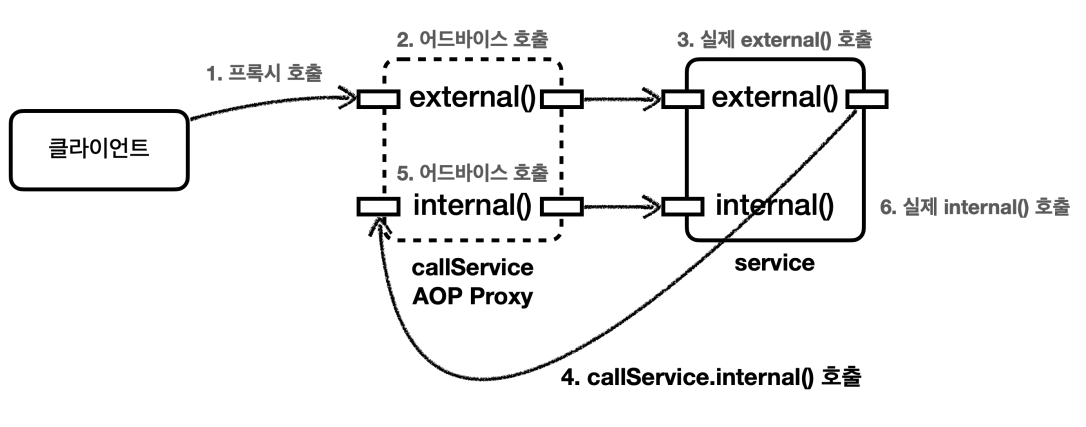 2. 어드바이스 호출
3. 실제 external() 호출
1. 프록시 호출
external()
external()
클라이언트
5. 어드바이스 호출
internal()
internal()
6. 실제 internal() 호출
callService
AOP Proxy
service
4. callService.internal() 호출